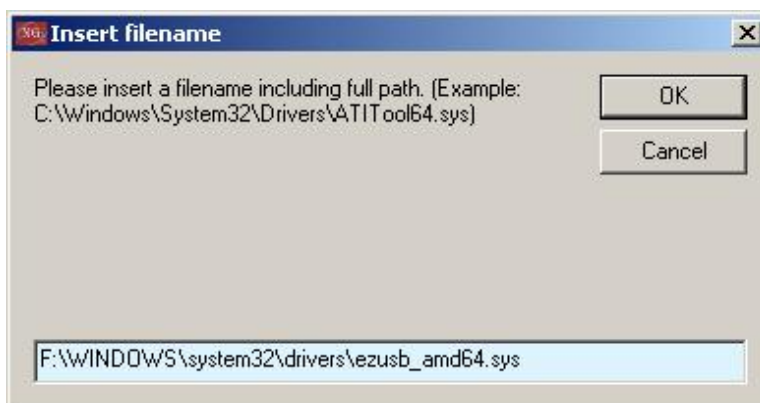 Insert filename
Please insert a filename including full path. (Example:
C:\Windows\System32\Drivers\ATITool64.sys)
OK
Cancel
F:\WINDOWS\system32\drivers\ezusb_amd64.sys